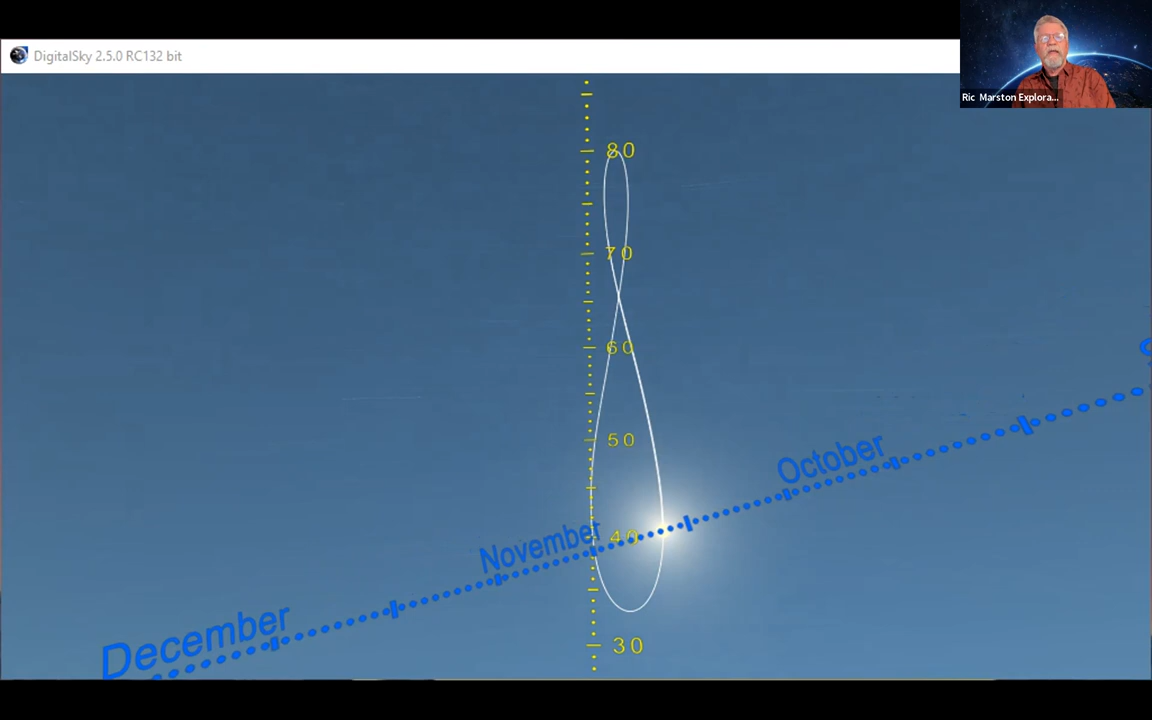 DigitalSky 2.5.0 RC132 bit
Ric Marston Explora...
80
70
60
50
October
40
November
December
30